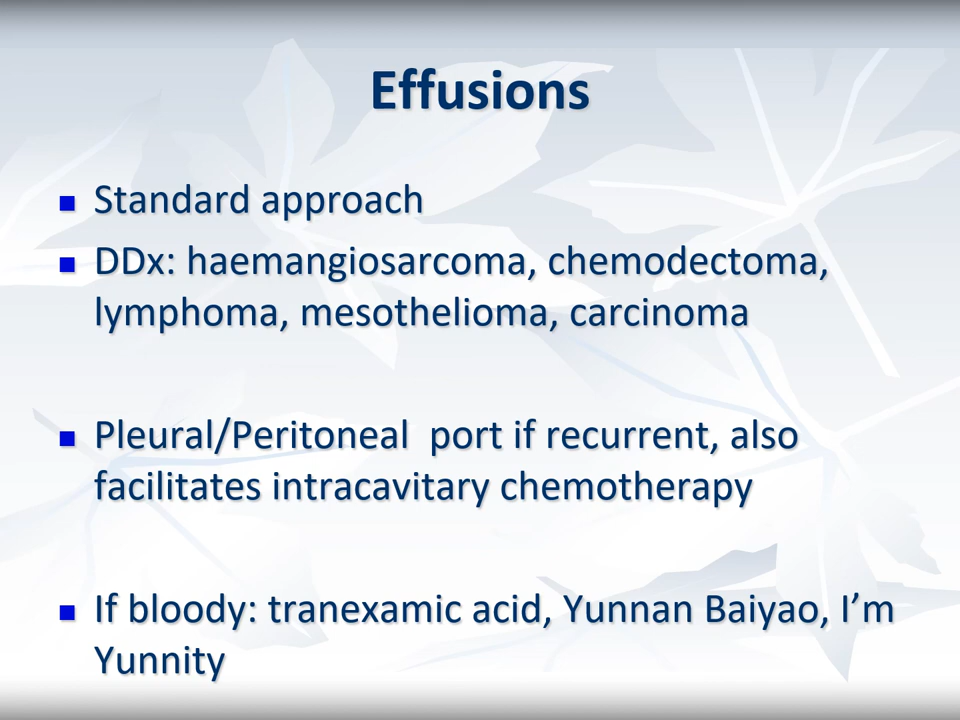 Effusions
Standard approach
DDx: haemangiosarcoma, chemodectoma,
lymphoma, mesothelioma, carcinoma
Pleural/Peritoneal  port if recurrent, also
facilitates intracavitary chemotherapy
If bloody: tranexamic acid, Yunnan Baiyao, I’m
Yunnity